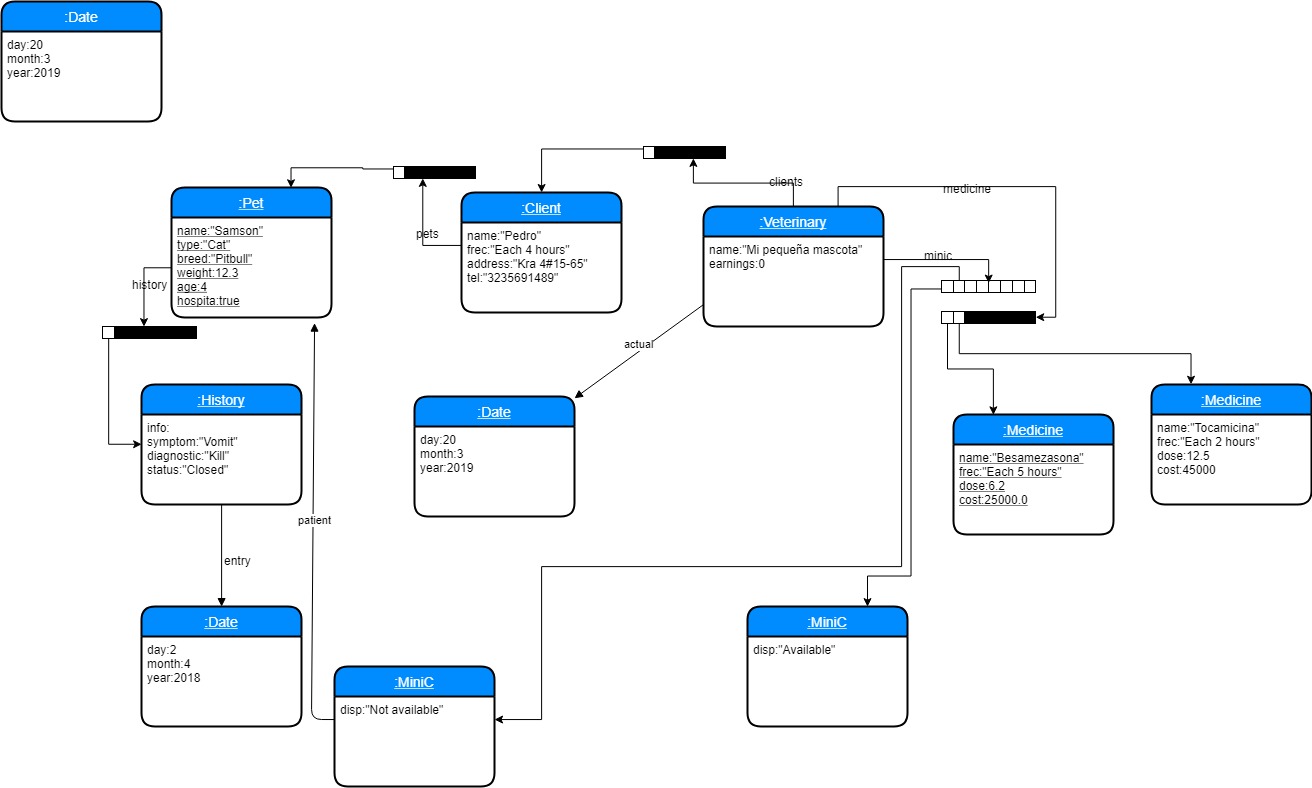 :Date
day:20
month:3
year:2019
clients
medicine
:Pet
name:"Samson"
type:"Cat"
breed:"Pitbull"
weight:12.3
age:4
hospita:true
pets
:Client
name:"Pedro"
frec:"Each 4 hours"
address:"Kra 4#15-65"
tel:"3235691489"
:Veterinary
name:"Mi pequeña mascota"
earnings:0
minic
history
actual
:History
info:
symptom:"Vomit"
diagnostic:"Kill"
status:"Closed"
:Date
day:20
month:3
year:2019
:Medicine
name:"Besamezasona"
frec:"Each 5 hours"
dose:6.2
cost:25000.0
:Medicine
name:"Tocamicina"
frec:"Each 2 hours"
dose:12.5
cost:45000
patient
entry
:Date
day:2
month:4
year:2018
:MiniC
disp:"Not available"
:MiniC
disp:"Available"